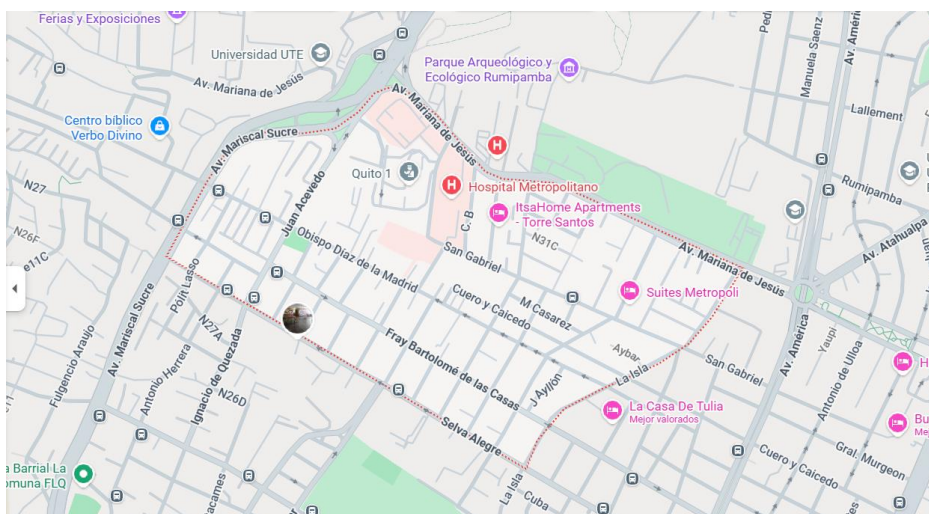 Ferias y Exposiciones
Universidad UTE
Av. Mariana de Jesús
Centro bíblico
Verbo Divino
Av. Mariscal Sucre
Parque Arqueológico y
Ecológico Rumipamba
Av. Mariana de Jesús
Manuela Saenz
Av. América
Lallement
Rumipamba
Av. Atahualpa
N27
N26F
e11C
Juan Acevedo
Quito 1
Hospital Metropolitano
ItsaHome Apartments
- Torre Santos
C. B
N31C
San Gabriel
Obispo Díaz de la Madrid
Cuero y Caicedo
M Casarez
Av. Mariana de Jesús
Suites Metropoli
Póin Lasso
N27A
Antonio Herrera
Ignacio de Quezada
N26D
Fulgencio Araujo
Av. Mariscal Sucre
Fray Bartolomé de las Casas
Aybar
J Ayllón
La Isla
San Gabriel
Av. América
Yaupi
Antonio de Ulloa
H
La Casa De Tulia
Mejor valorados
Selva Alegre
Bu
Cuero y Caicedo
Gral. Murgeon
a Barrial La
omuna FLQ
acames
La Isla
Cuba